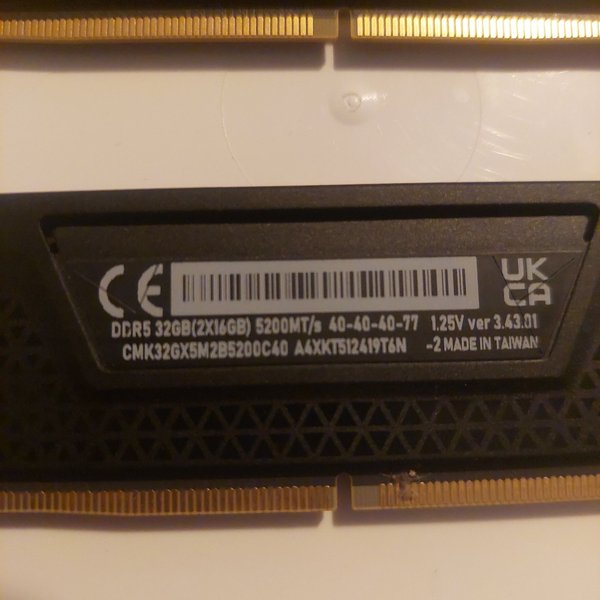 CE
UK
CA
DDR5 32GB(2X16GB) 5200MT/s 40-40-40-77 1.25V ver 3.43.01
CMK32GX5M2B5200C40 A4XKT512419T6N -2 MADE IN TAIWAN